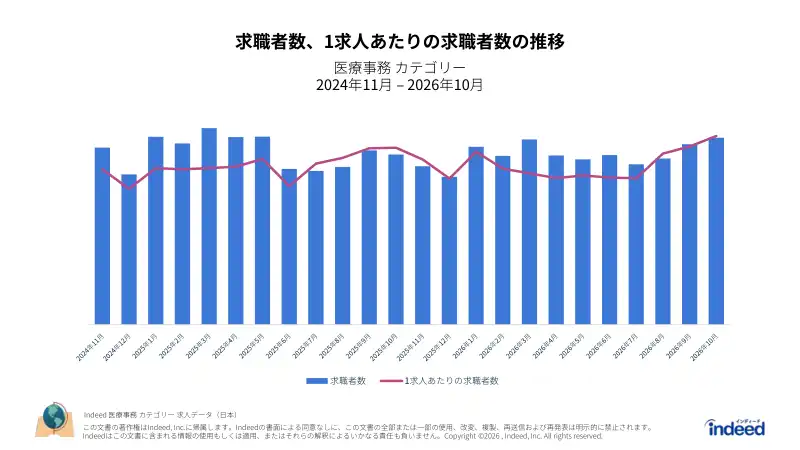 求職者数、1求人あたりの求職者数の推移
医療事務 カテゴリー
2024年11月 – 2026年10月
2024年11月
2024年12月
2025年1月
2025年2月
2025年3月
2025年4月
2025年5月
2025年6月
2025年7月
2025年8月
2025年9月
2025年10月
2025年11月
2025年12月
2026年1月
2026年2月
2026年3月
2026年4月
2026年5月
2026年6月
2026年7月
2026年8月
2026年9月
2026年10月
求職者数
1求人あたりの求職者数
Indeed 医療事務 カテゴリー 求人データ（日本）
この文書の著作権はIndeed, Inc.に帰属します。Indeedの書面による同意なしに、この文書の全部または一部の使用、改変、複製、再送信および再発表は明示的に禁止されます。
Indeedはこの文書に含まれる情報の使用もしくは適用、またはそれらの解釈によるいかなる責任も負いません。Copyright ©2026 , Indeed, Inc. All rights reserved.
インディード
indeed